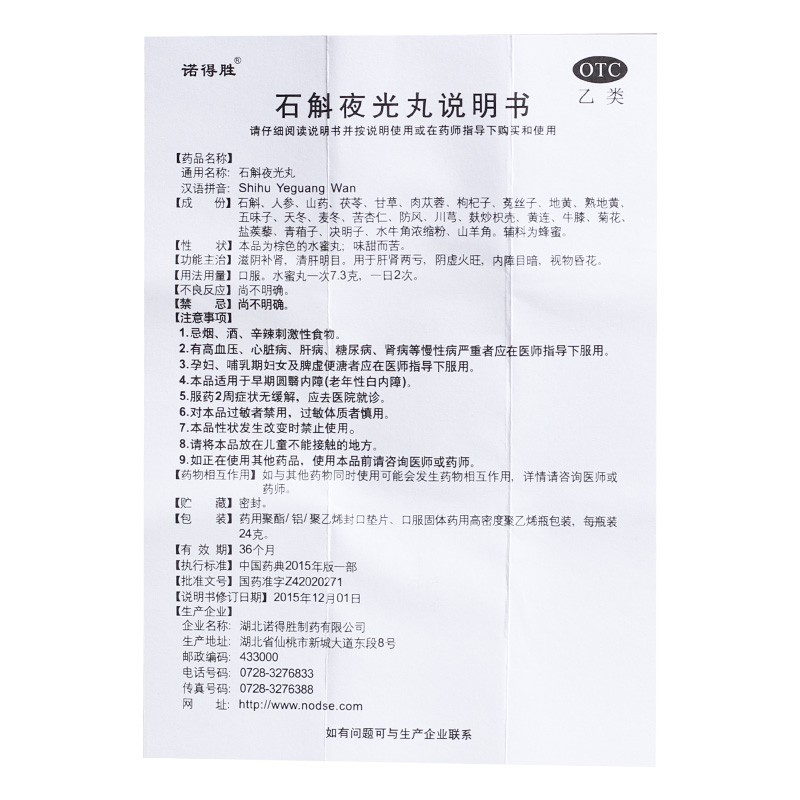 诺得胜®
OTC
乙类
石斛夜光丸说明书
请仔细阅读说明书并按说明使用或在药师指导下购买和使用
【药品名称】
通用名称: 石斛夜光丸
汉语拼音: Shihu Yeguang Wan
【成 份】石斛、人参、山药、茯苓、甘草、肉苁蓉、枸杞子、菟丝子、地黄、熟地黄、
五味子、天冬、麦冬、苦杏仁、防风、川芎、麸炒枳壳、黄连、牛膝、菊花、
盐蒺藜、青葙子、决明子、水牛角浓缩粉、山羊角。辅料为蜂蜜。
【性 状】本品为棕色的水蜜丸；味甜而苦。
【功能主治】滋阴补肾，清肝明目。用于肝肾两亏，阴虚火旺，内障目暗，视物昏花。
【用法用量】口服。水蜜丸一次7.3克，一日2次。
【不良反应】尚不明确。
【禁 忌】尚不明确。
【注意事项】
1.忌烟、酒、辛辣刺激性食物。
2.有高血压、心脏病、肝病、糖尿病、肾病等慢性病严重者应在医师指导下服用。
3.孕妇、哺乳期妇女及脾虚便溏者应在医师指导下服用。
4.本品适用于早期圆翳内障(老年性白内障)。
5.服药2周症状无缓解，应去医院就诊。
6.对本品过敏者禁用，过敏体质者慎用。
7.本品性状发生改变时禁止使用。
8.请将本品放在儿童不能接触的地方。
9.如正在使用其他药品，使用本品前请咨询医师或药师。
【药物相互作用】如与其他药物同时使用可能会发生药物相互作用，详情请咨询医师或
药师。
【贮 藏】密封。
【包 装】药用聚酯/铝/聚乙烯封口垫片、口服固体药用高密度聚乙烯瓶包装，每瓶装
24克。
【有 效 期】36个月
【执行标准】中国药典2015年版一部
【批准文号】国药准字Z42020271
【说明书修订日期】2015年12月01日
【生产企业】
企业名称: 湖北诺得胜制药有限公司
生产地址: 湖北省仙桃市新城大道东段8号
邮政编码: 433000
电话号码: 0728-3276833
传真号码: 0728-3276388
网 址: http://www.nodse.com
如有问题可与生产企业联系